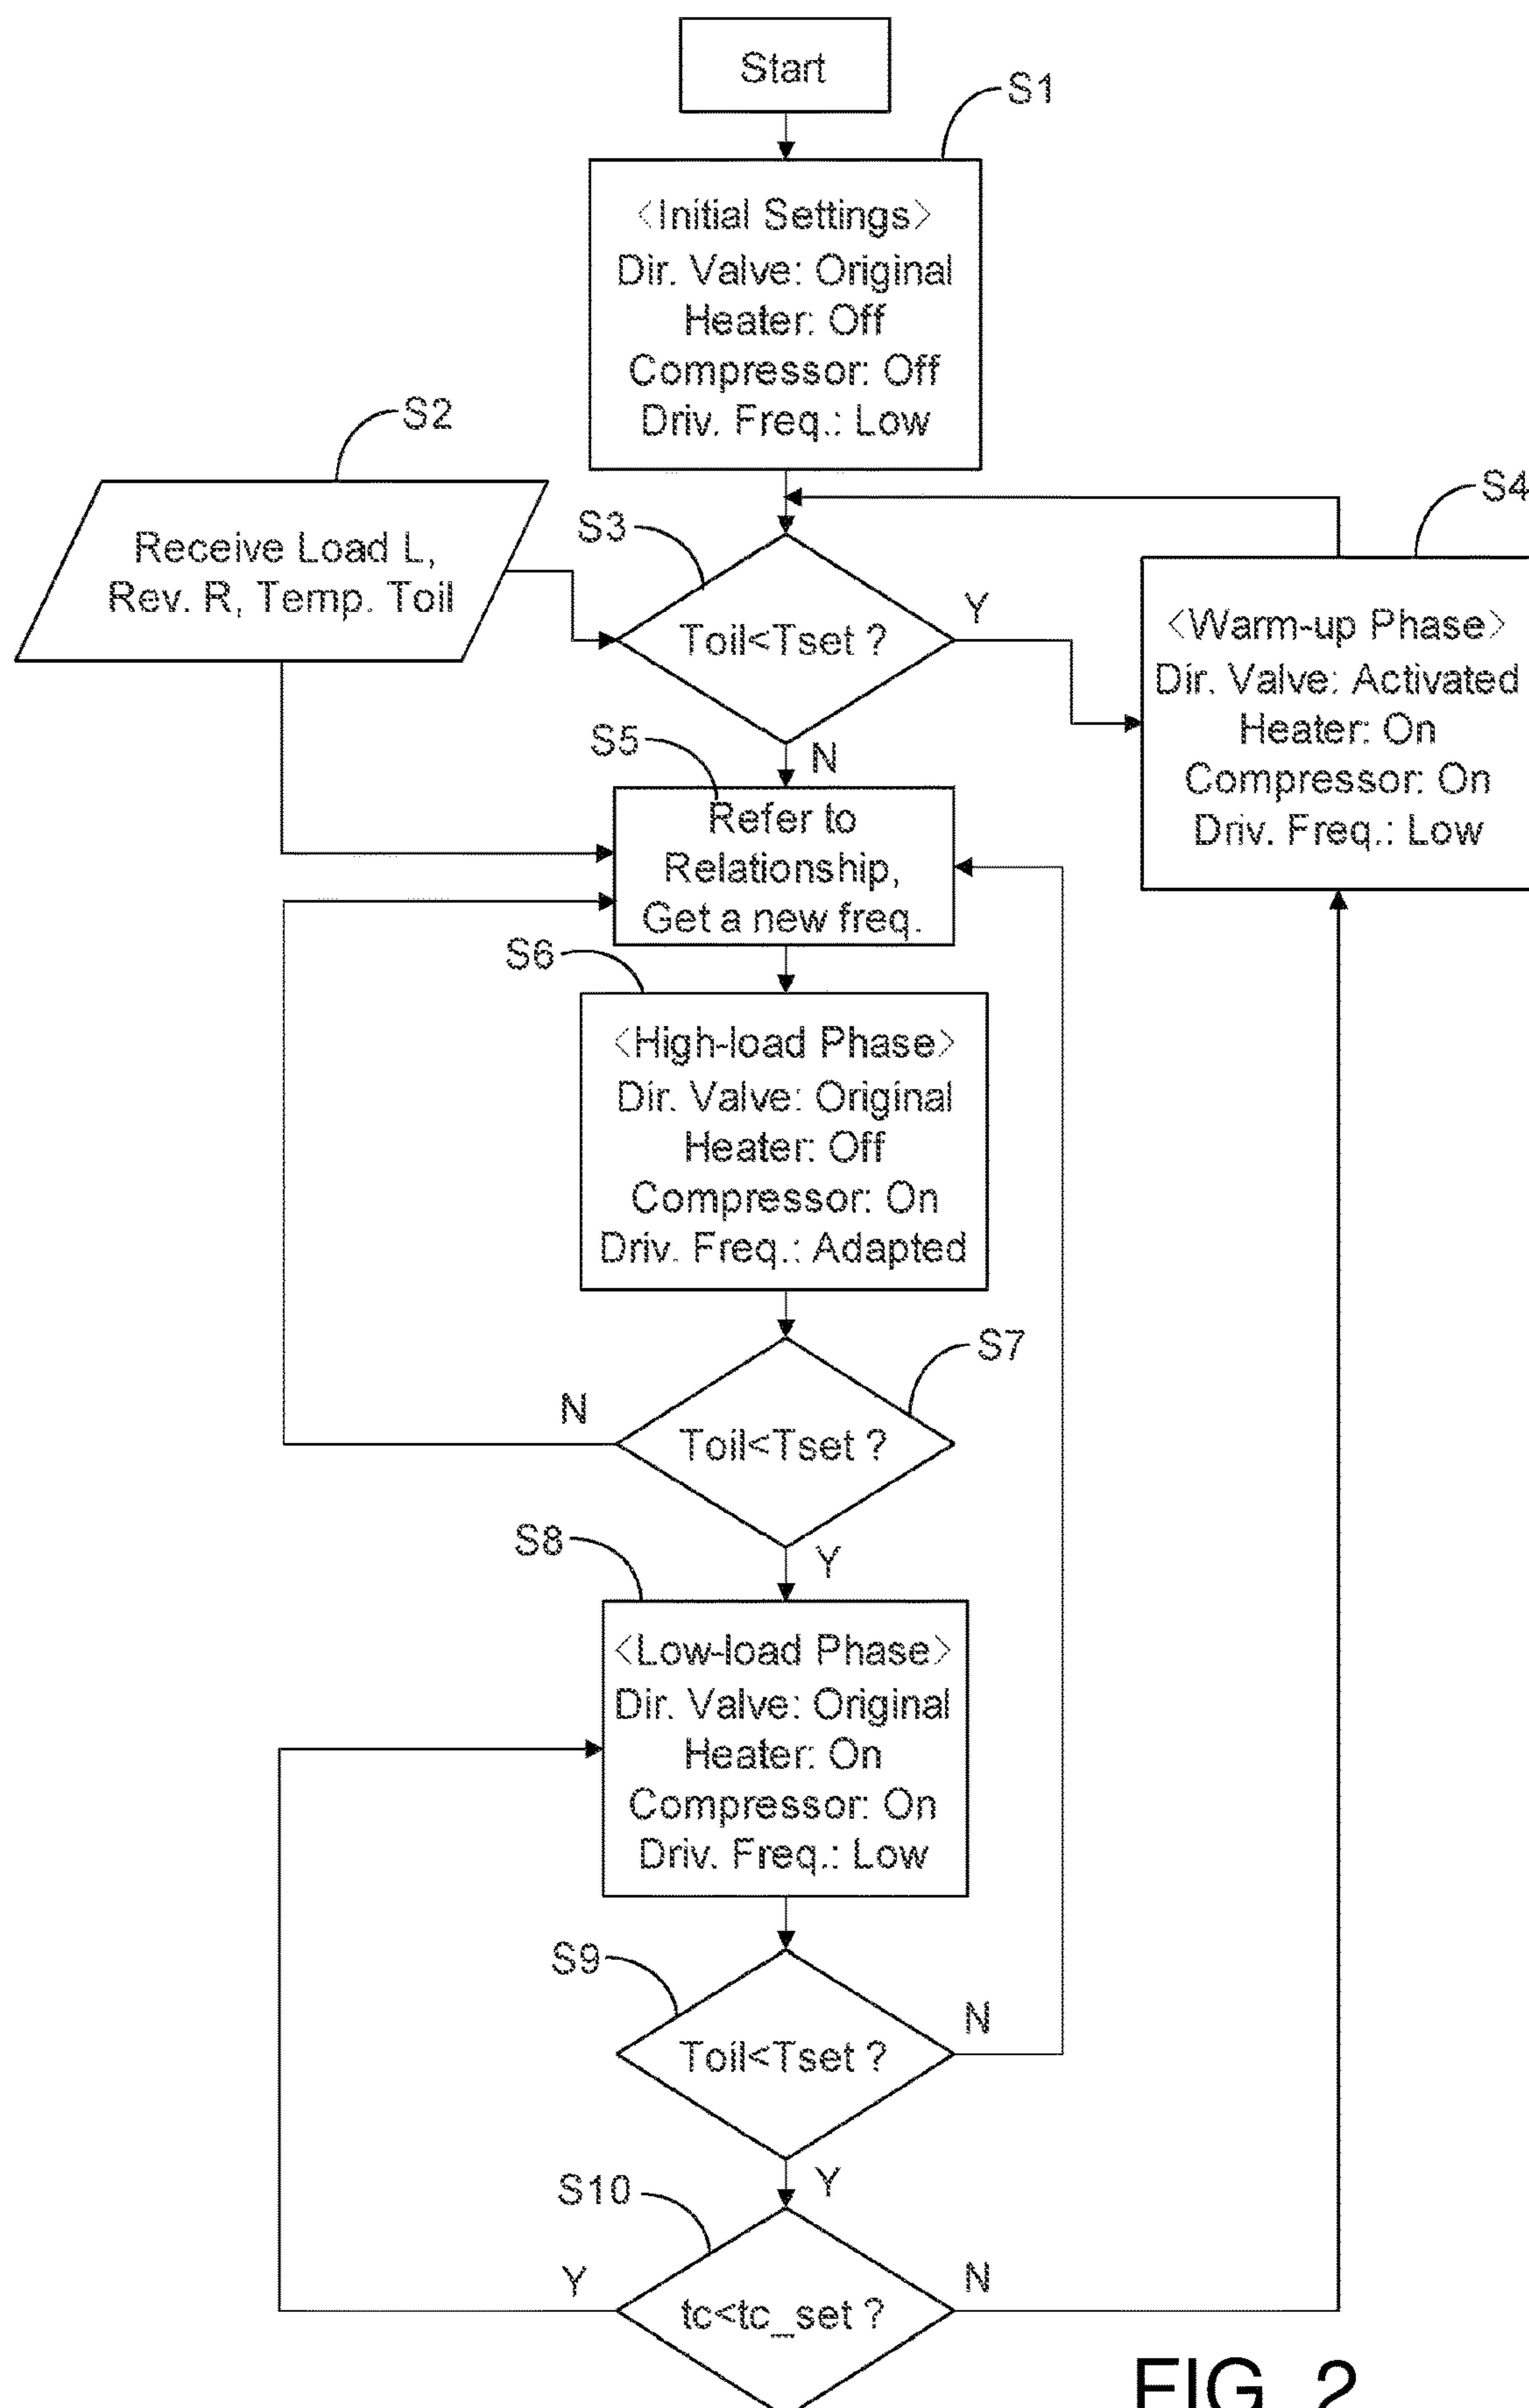 Start
S1
<Initial Settings>
Dir. Valve: Original
Heater: Off
Compressor: Off
Driv. Freq.: Low
S2
Receive Load L,
Rev. R, Temp. Toil
S3
Toil<Tset ?
Y
N
S4
<Warm-up Phase>
Dir. Valve: Activated
Heater: On
Compressor: On
Driv. Freq.: Low
S5
Refer to
Relationship,
Get a new freq.
S6
<High-load Phase>
Dir. Valve: Original
Heater: Off
Compressor: On
Driv. Freq.: Adapted
S7
N
Toil<Tset ?
Y
S8
<Low-load Phase>
Dir. Valve: Original
Heater: On
Compressor: On
Driv. Freq.: Low
S9
N
Toil<Tset ?
Y
S10
Y
N
tc<tc_set ?
FIG. 2